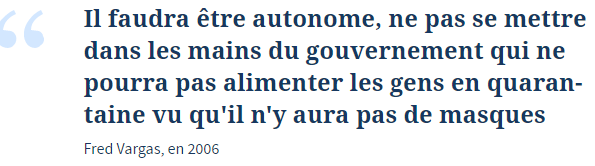 Il faudra être autonome, ne pas se mettre
dans les mains du gouvernement qui ne
pourra pas alimenter les gens en quaran-
taine vu qu'il n'y aura pas de masques
Fred Vargas, en 2006